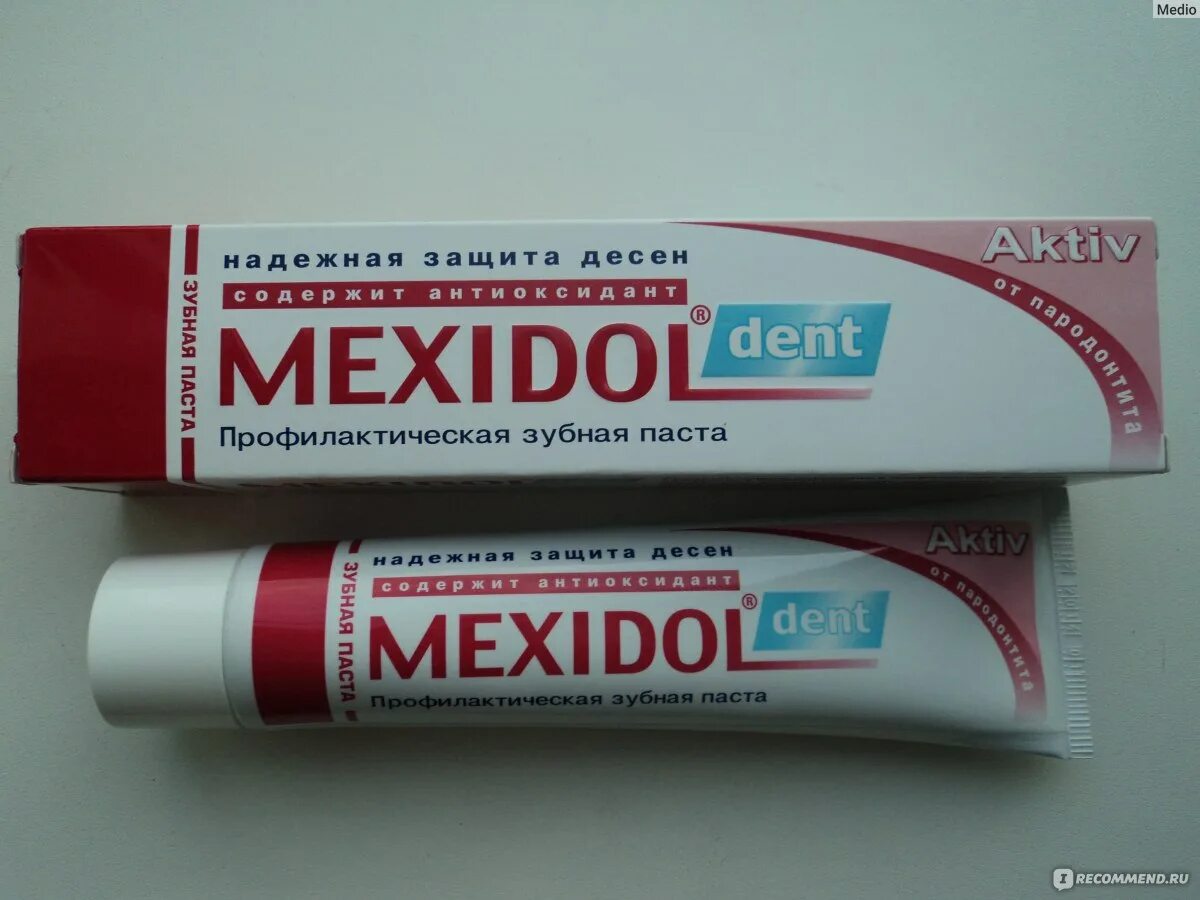 Medio
Aktiv
надежная защита десен
содержит антиоксидант
MEXIDOL® dent
Профилактическая зубная паста
от пародонтита
ЗУБНАЯ ПАСТА
Aktiv
надежная защита десен
содержит антиоксидант
MEXIDOL® dent
Профилактическая зубная паста
от пародонтита
ЗУБНАЯ ПАСТА
IRECOMMEND.RU